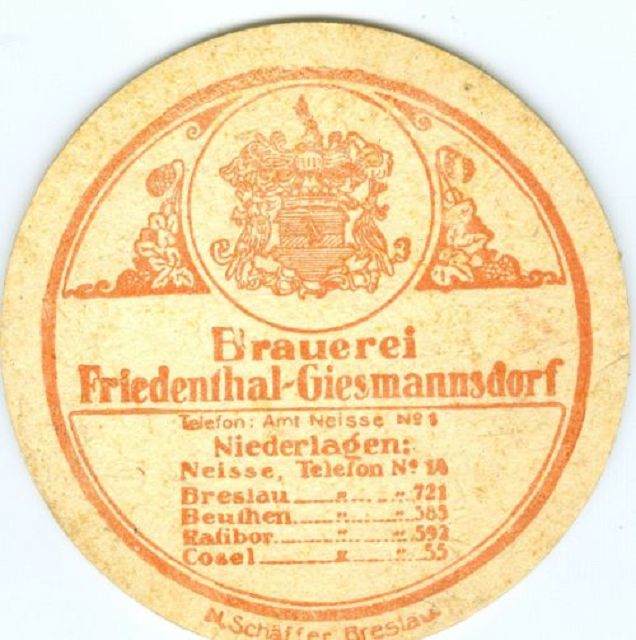 Brauerei
Friedenthal-Giesmannsdorf
Telefon: Amt Neisse Nº 1
Niederlagen:
Neisse, Telefon Nº 14
Breslau „ „ 721
Beuthen „ „ 585
Ratibor „ „ 592
Cosel „ „ 55
N. Schäffer, Breslau